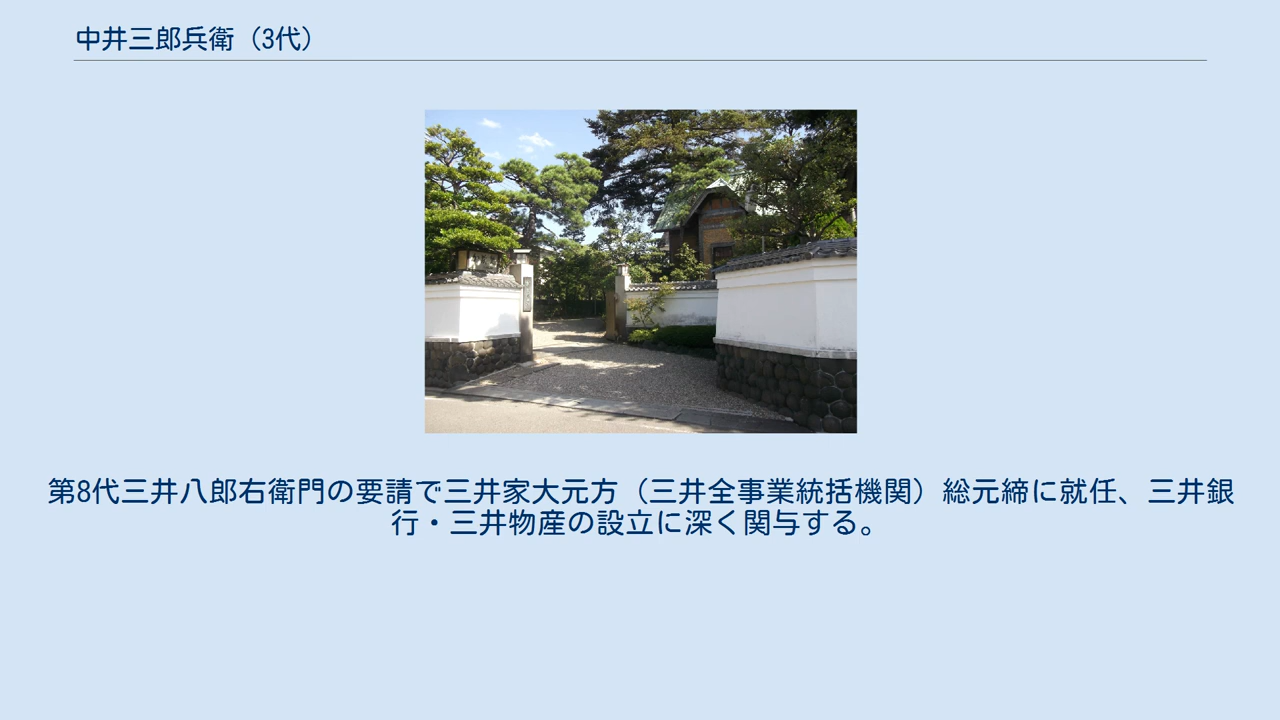 中井三郎兵衛（3代）
第8代三井八郎右衛門の要請で三井家大元方（三井全事業統括機関）総元締に就任、三井銀
行・三井物産の設立に深く関与する。